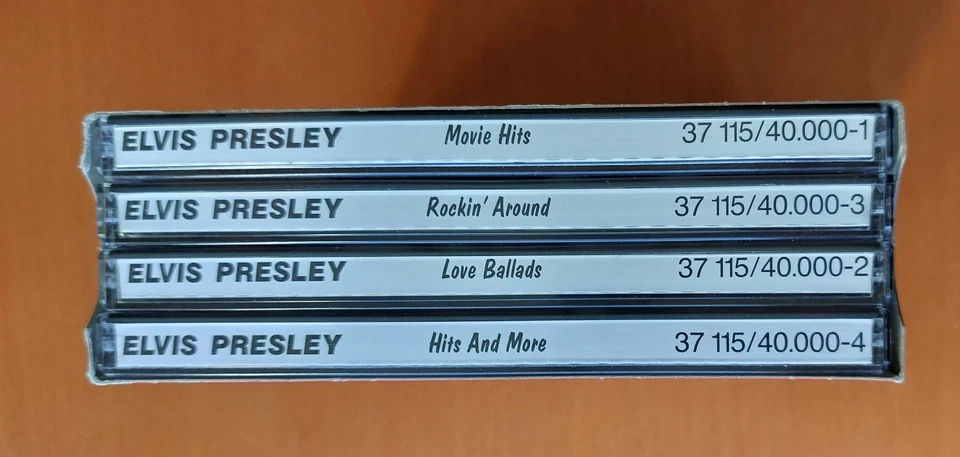 ELVIS PRESLEY Movie Hits 37 115/40.000-1
ELVIS PRESLEY Rockin' Around 37 115/40.000-3
ELVIS PRESLEY Love Ballads 37 115/40.000-2
ELVIS PRESLEY Hits And More 37 115/40.000-4